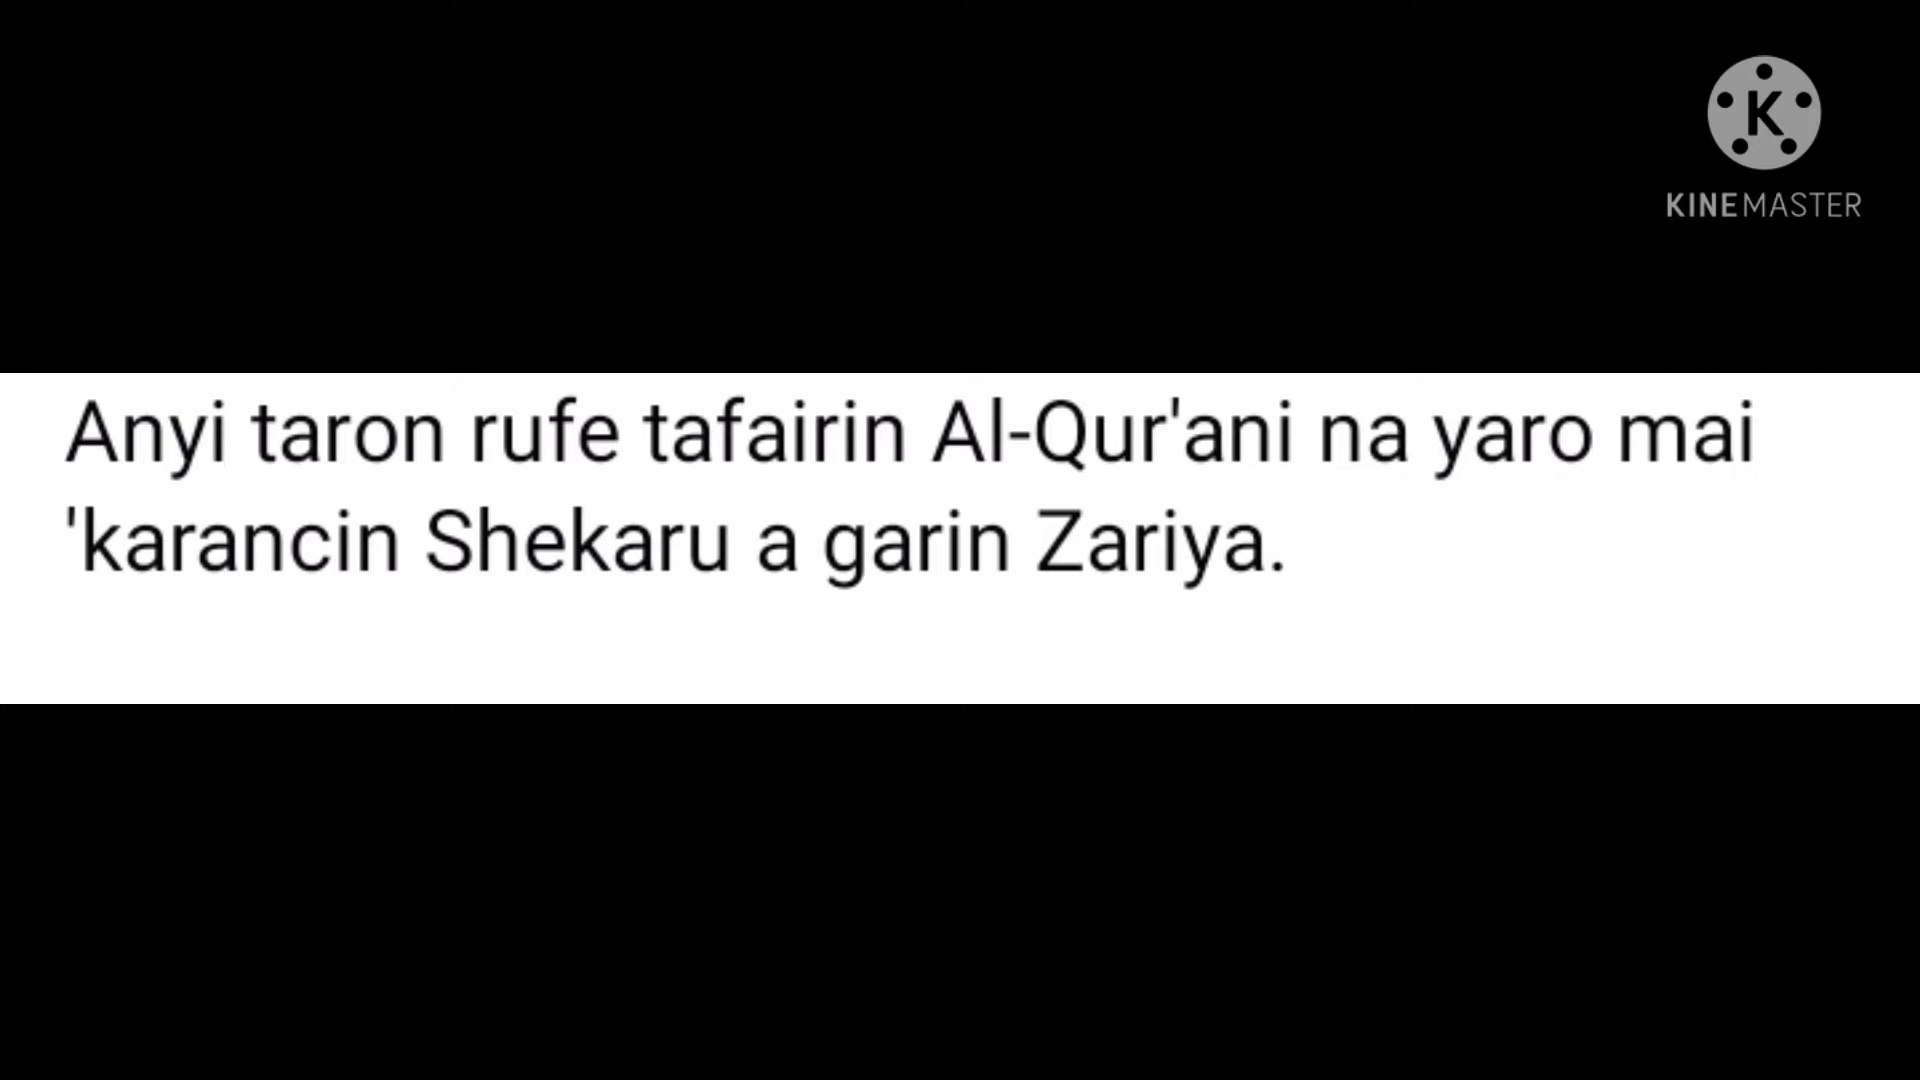 K
KINEMASTER
Anyi taron rufe tafairin Al-Qur'ani na yaro mai
'karancin Shekaru a garin Zariya.